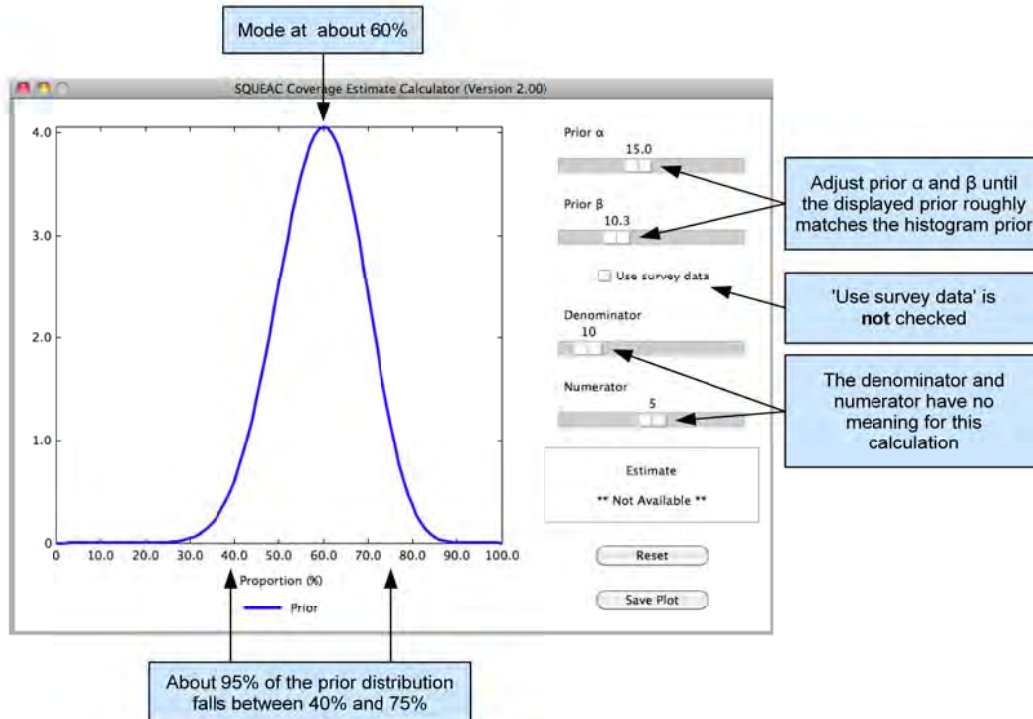 Mode at about 60%
SQUEAC Coverage Estimate Calculator (Version 2.00)
4.0
3.0
2.0
1.0
0
0 10.0 20.0 30.0 40.0 50.0 60.0 70.0 80.0 90.0 100.0
Proportion (%)
Prior
Prior α
15.0
Prior β
10.3
Use survey data
Denominator
10
Numerator
5
Estimate
** Not Available **
Reset
Save Plot
Adjust prior α and β until
the displayed prior roughly
matches the histogram prior
'Use survey data' is
not checked
The denominator and
numerator have no
meaning for this
calculation
About 95% of the prior distribution
falls between 40% and 75%